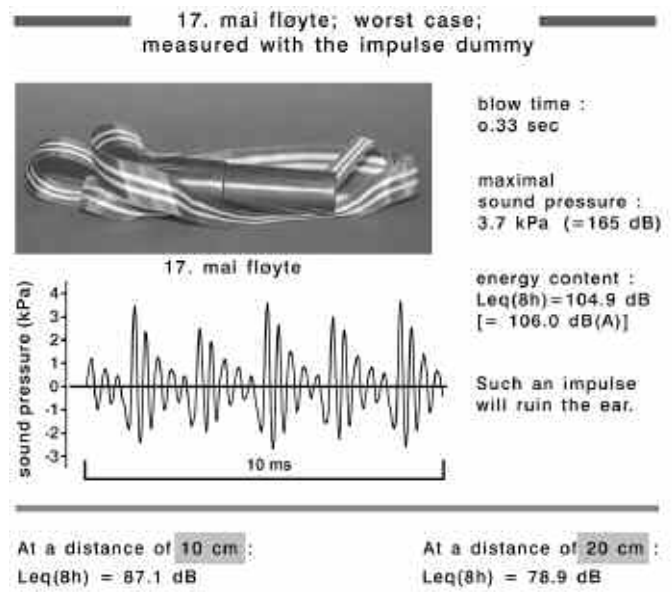 17. mai fløyte; worst case;
measured with the impulse dummy
blow time :
o.33 sec
maximal
sound pressure :
3.7 kPa (=165 dB)
17. mai fløyte
energy content :
Leq(8h)=104.9 dB
[= 106.0 dB(A)]
Such an impulse
will ruin the ear.
sound pressure (kPa)
4
3
2
1
0
-1
-2
-3
10 ms
At a distance of 10 cm :
Leq(8h) = 87.1 dB
At a distance of 20 cm :
Leq(8h) = 78.9 dB